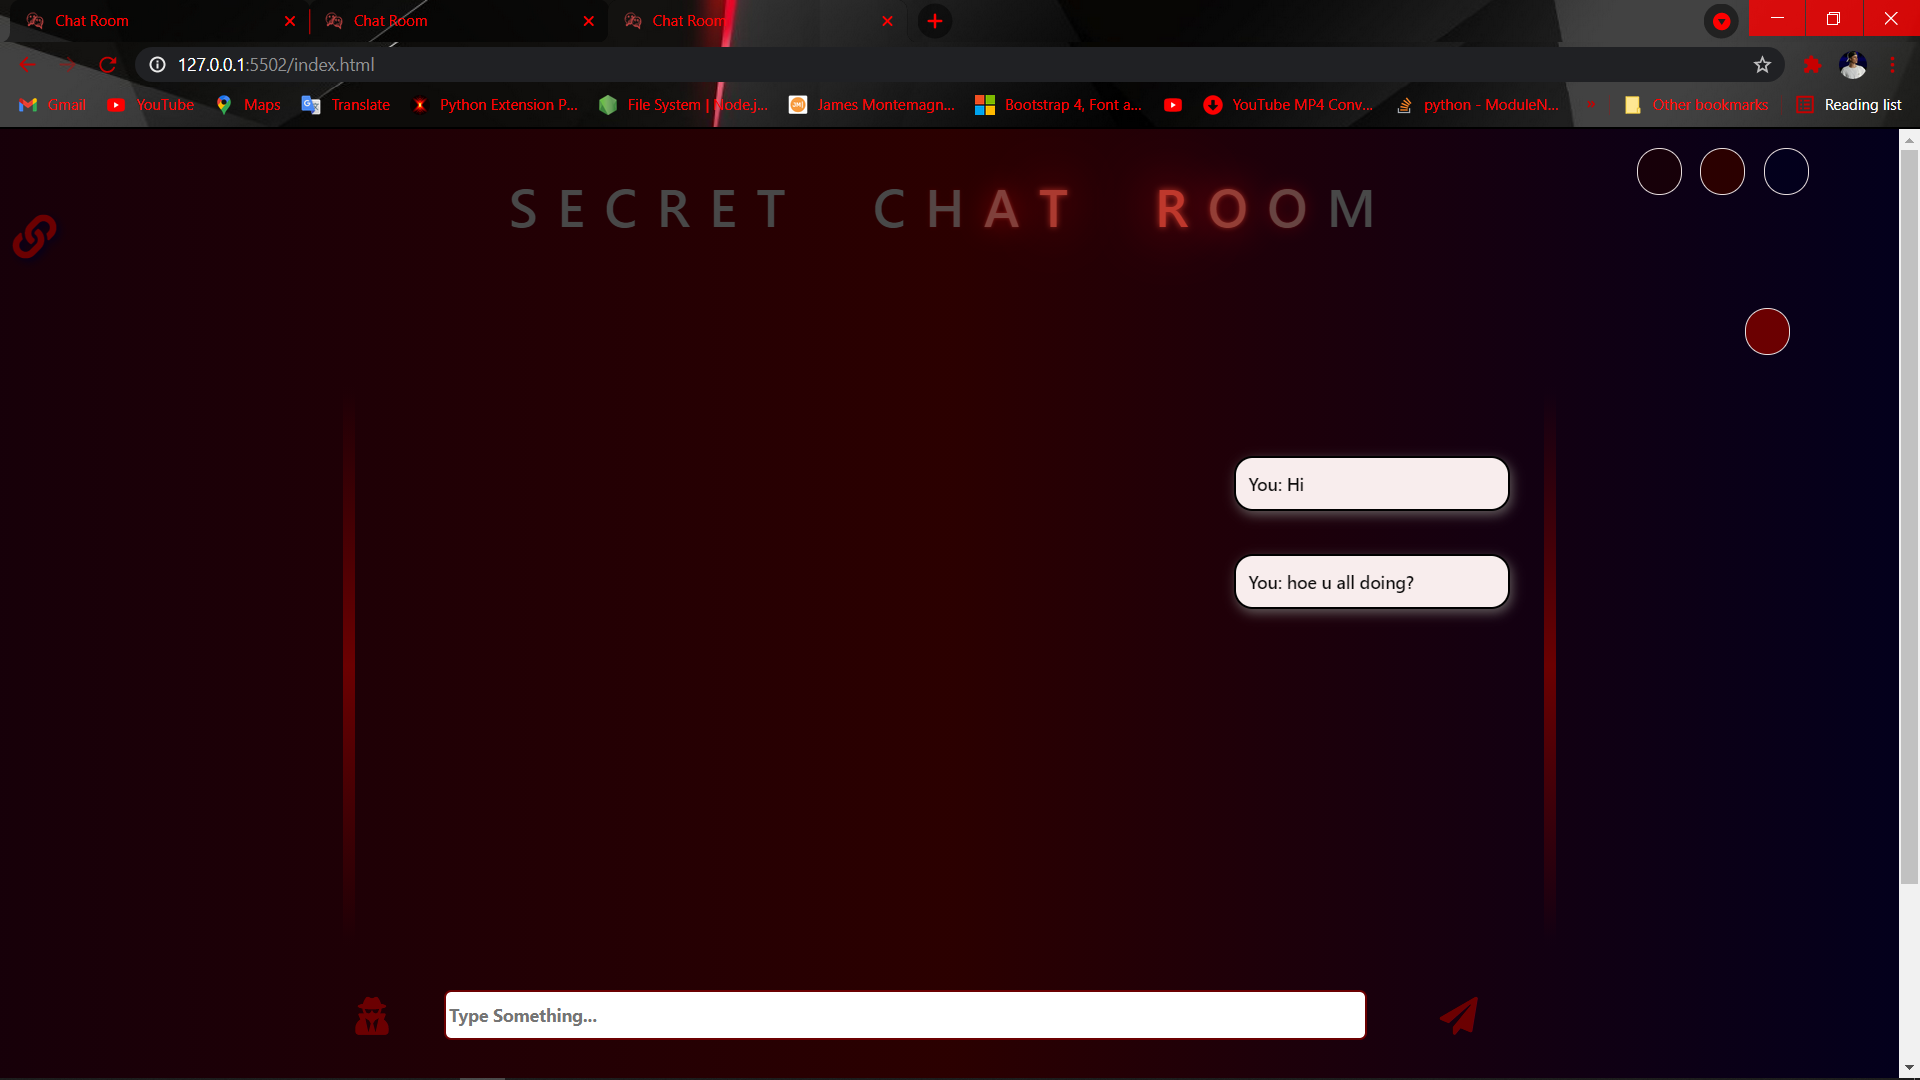 Chat Room Chat Room Chat Room
127.0.0.1:5502/index.html
Gmail YouTube Maps Translate Python Extension P... File System | Node.j... James Montemagn... Bootstrap 4, Font a... YouTube MP4 Conv... python - ModuleN... » Other bookmarks Reading list
SECRET CHAT ROOM
You: Hi
You: hoe u all doing?
Type Something...